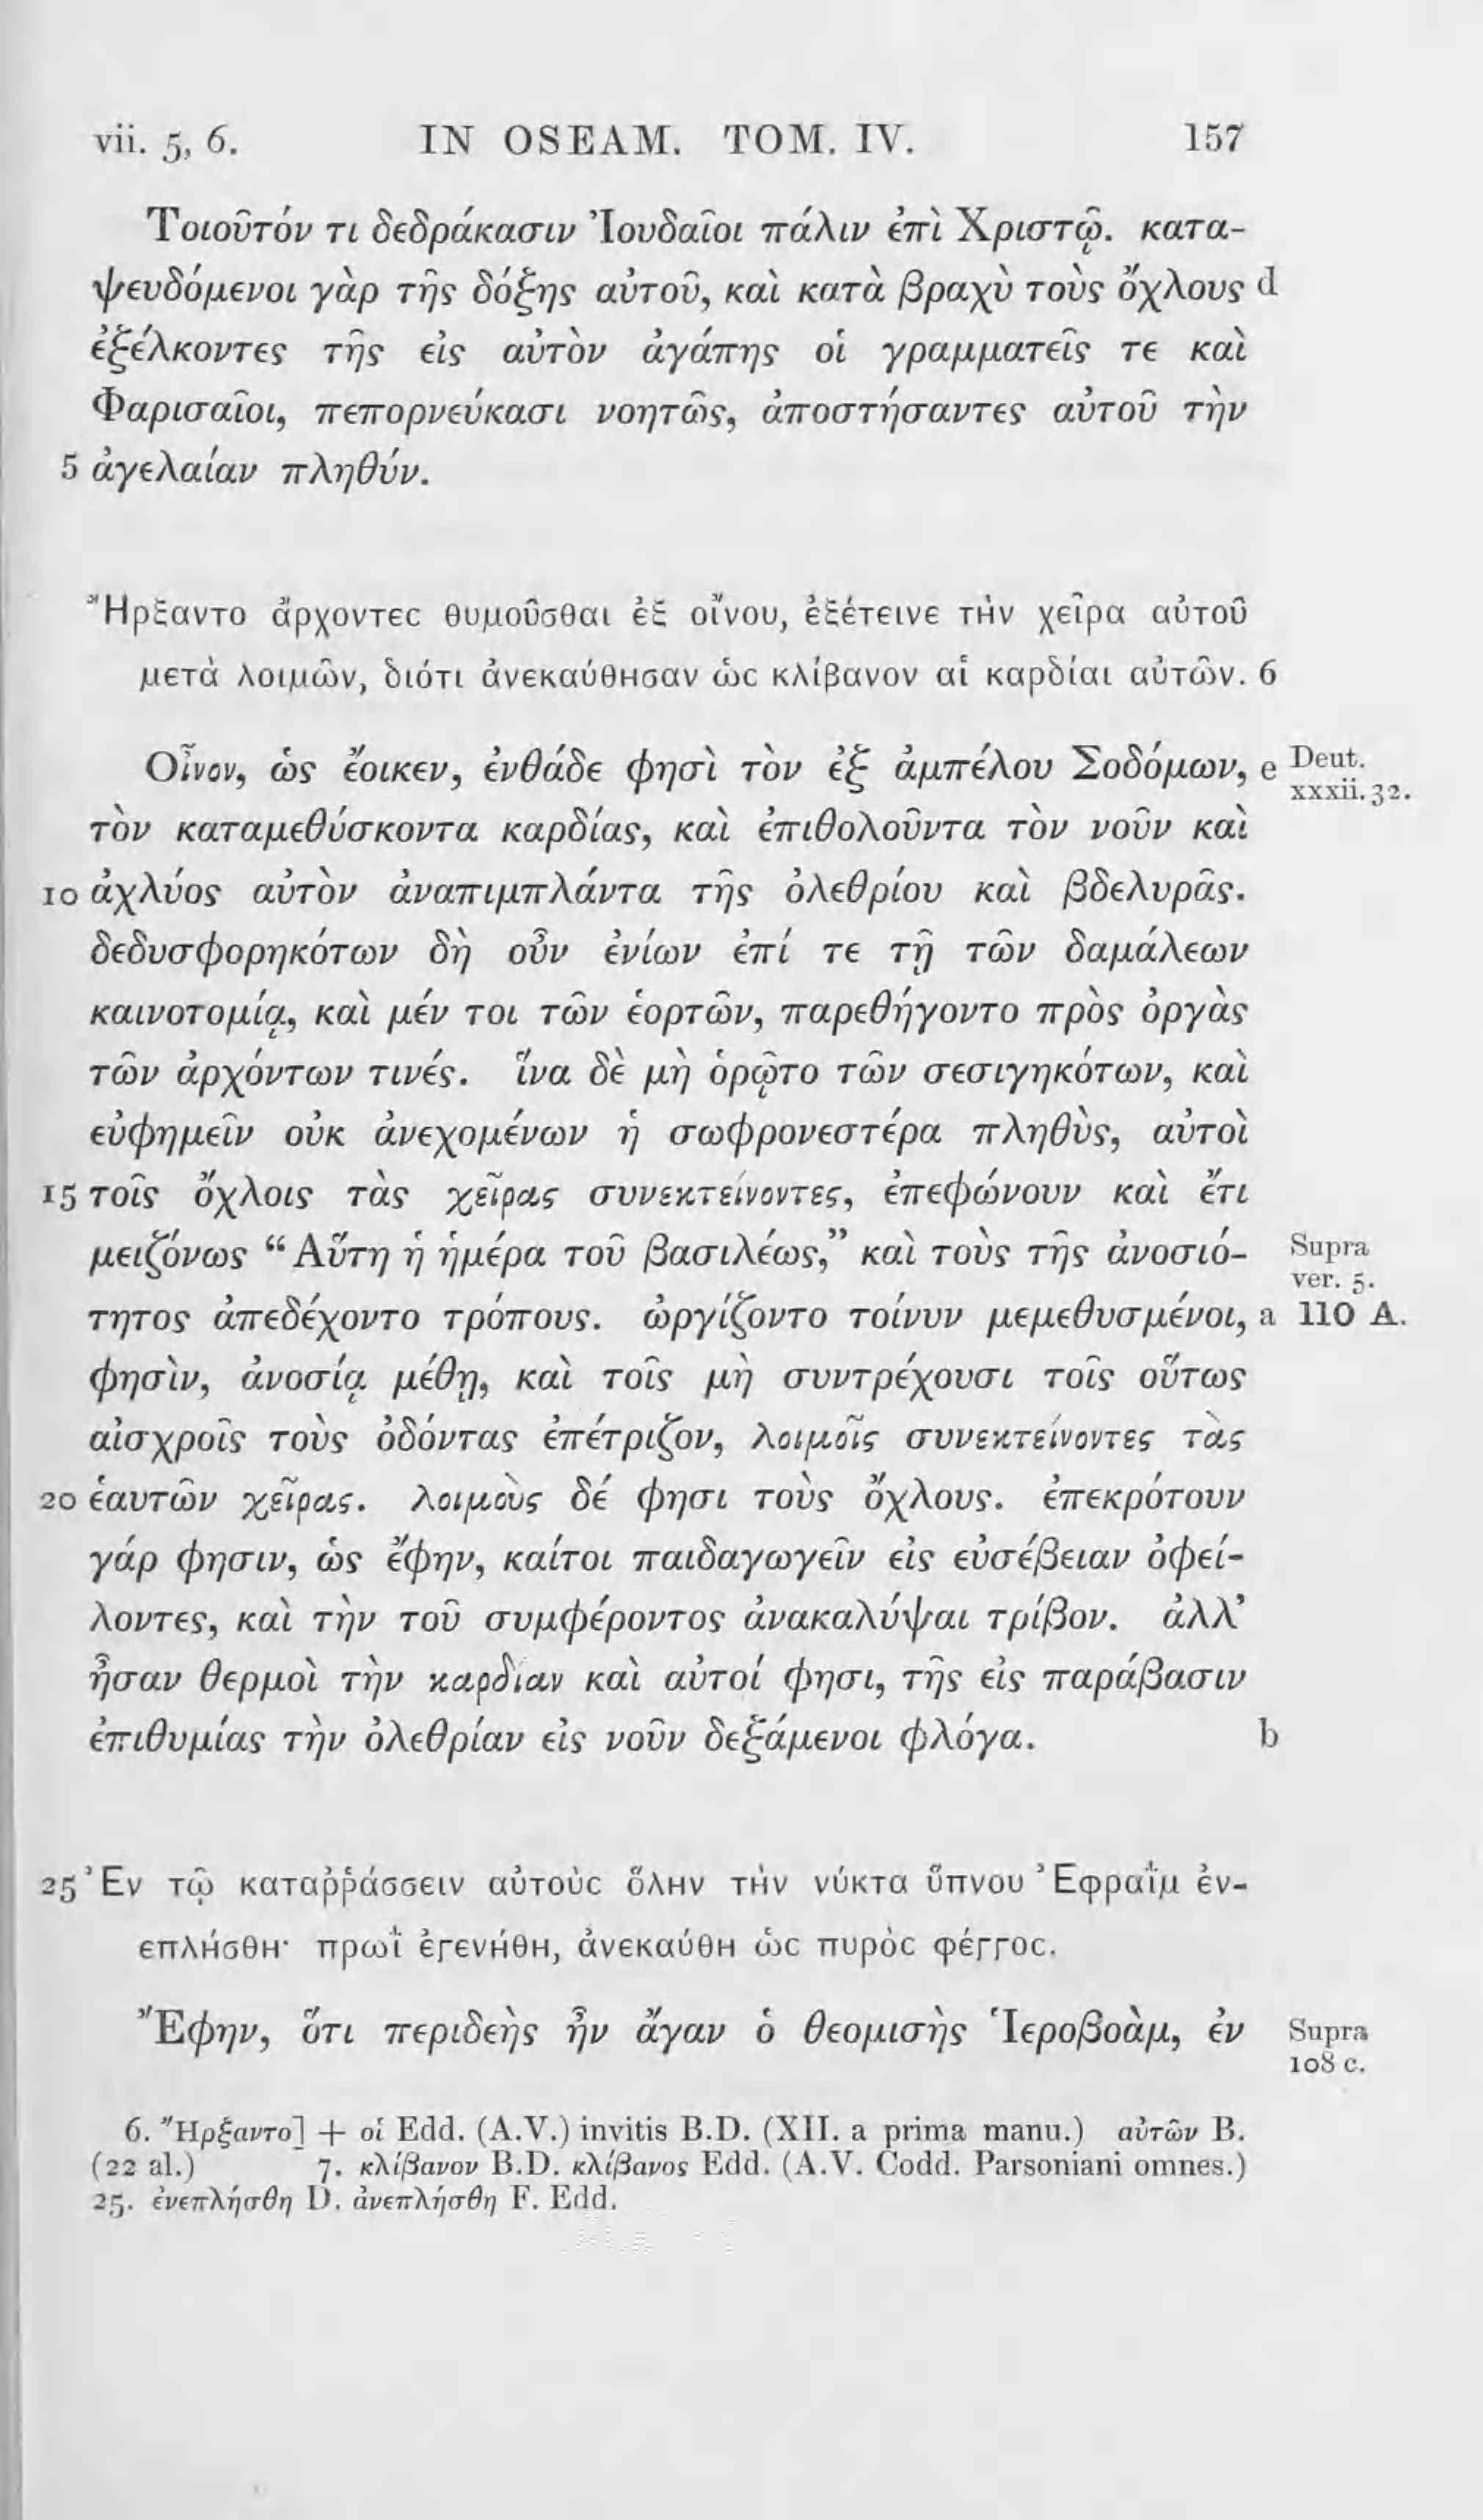 vii. 5, 6. IN OSEAM. TOM. IV. 157
Τοιοῦτόν τι δεδράκασιν Ἰουδαῖοι πάλιν ἐπὶ Χριστῷ. κατα-
ψευδόμενοι γὰρ τῆς δόξης αὐτοῦ, καὶ κατὰ βραχὺ τοὺς ὄχλους d
ἐξέλκοντες τῆς εἰς αὐτὸν ἀγάπης οἱ γραμματεῖς τε καὶ
Φαρισαῖοι, πεπορνεύκασι νοητῶς, ἀποστήσαντες αὐτοῦ τὴν
5 ἀγελαίαν πληθύν.
Ἤρξαντο ἄρχοντες θυμοῦσθαι ἐξ οἴνου, ἐξέτεινε τὴν χεῖρα αὐτοῦ
μετὰ λοιμῶν, διότι ἀνεκαύθησαν ὡς κλίβανον αἱ καρδίαι αὐτῶν. 6
Οἶνον, ὡς ἔοικεν, ἐνθάδε φησὶ τὸν ἐξ ἀμπέλου Σοδόμων, e Deut. xxxii. 32.
τὸν καταμεθύσκοντα καρδίας, καὶ ἐπιθολοῦντα τὸν νοῦν καὶ
10 ἀχλύος αὐτὸν ἀναπιμπλάντα τῆς ὀλεθρίου καὶ βδελυρᾶς.
δεδυσφορηκότων δὴ οὖν ἐνίων ἐπί τε τῇ τῶν δαμάλεων
καινοτομίᾳ, καὶ μέν τοι τῶν ἑορτῶν, παρεθήγοντο πρὸς ὀργὰς
τῶν ἀρχόντων τινές. ἵνα δὲ μὴ ὁρῷτο τῶν σεσιγηκότων, καὶ
εὐφημεῖν οὐκ ἀνεχομένων ἡ σωφρονεστέρα πληθὺς, αὐτοὶ
15 τοῖς ὄχλοις τὰς χεῖρας συνεκτείνοντες, ἐπεφώνουν καὶ ἔτι
μειζόνως “ Αὕτη ἡ ἡμέρα τοῦ βασιλέως,” καὶ τοὺς τῆς ἀνοσιό- Supra ver. 5.
τητος ἀπεδέχοντο τρόπους. ὠργίζοντο τοίνυν μεμεθυσμένοι, a 110 A.
φησὶν, ἀνοσίᾳ μέθῃ, καὶ τοῖς μὴ συντρέχουσι τοῖς οὕτως
αἰσχροῖς τοὺς ὀδόντας ἐπέτριζον, λοιμοῖς συνεκτείνοντες τὰς
20 ἑαυτῶν χεῖρας. λοιμοὺς δέ φησι τοὺς ὄχλους. ἐπεκρότουν
γάρ φησιν, ὡς ἔφην, καίτοι παιδαγωγεῖν εἰς εὐσέβειαν ὀφεί-
λοντες, καὶ τὴν τοῦ συμφέροντος ἀνακαλύψαι τρίβον. ἀλλ’
ἦσαν θερμοὶ τὴν καρδίαν καὶ αὐτοί φησι, τῆς εἰς παράβασιν
ἐπιθυμίας τὴν ὀλεθρίαν εἰς νοῦν δεξάμενοι φλόγα. b
25 Ἐν τῷ καταῤῥάσσειν αὐτοὺς ὅλην τὴν νύκτα ὕπνου Ἐφραῒμ ἐν-
επλήσθη· πρωῒ ἐγενήθη, ἀνεκαύθη ὡς πυρὸς φέγγος.
Ἔφην, ὅτι περιδεὴς ἦν ἄγαν ὁ θεομισὴς Ἱεροβοὰμ, ἐν Supra 108 c.
6. Ἤρξαντο] + οἱ Edd. (A.V.) invitis B.D. (XII. a prima manu.) αὐτῶν B.
(22 al.) 7. κλίβανον B.D. κλίβανος Edd. (A.V. Codd. Parsoniani omnes.)
25. ἐνεπλήσθη D. ἀνεπλήσθη F. Edd.